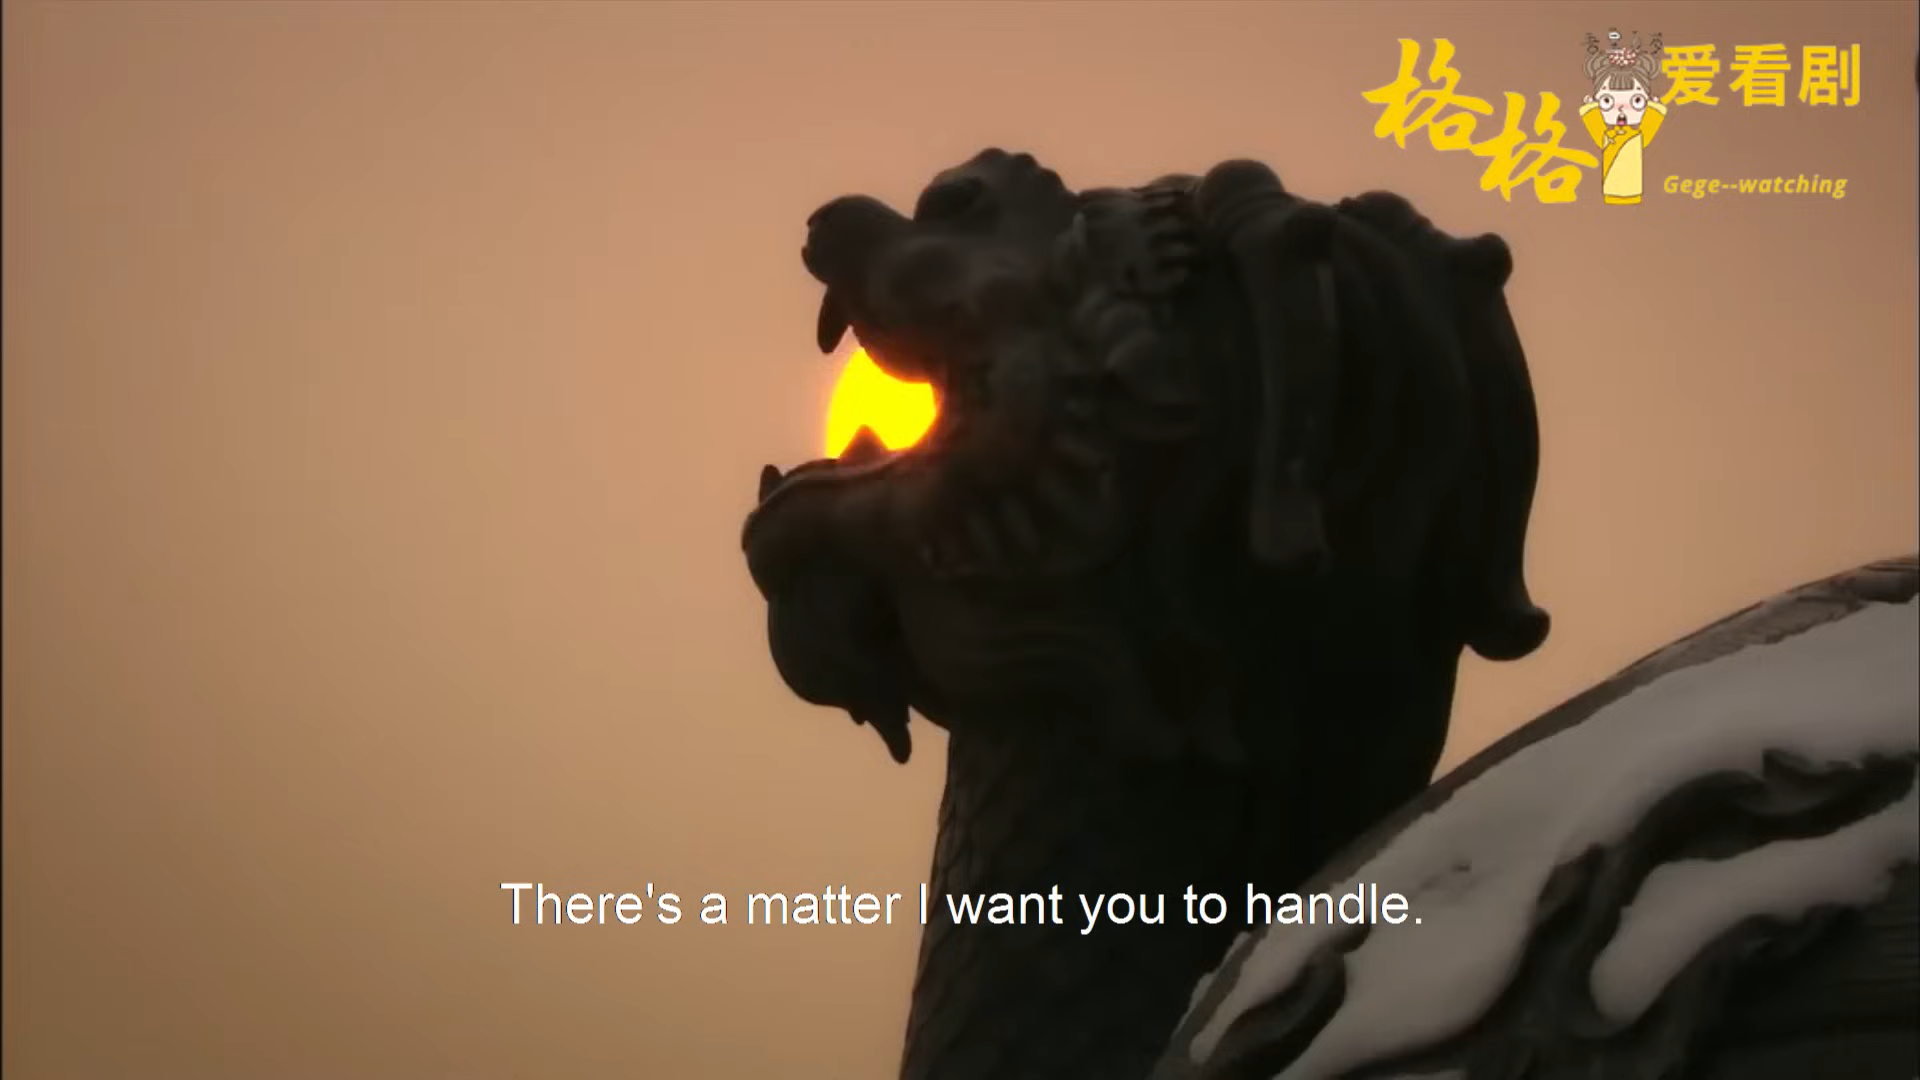 格格
爱看剧
Gege--watching
There's a matter I want you to handle.